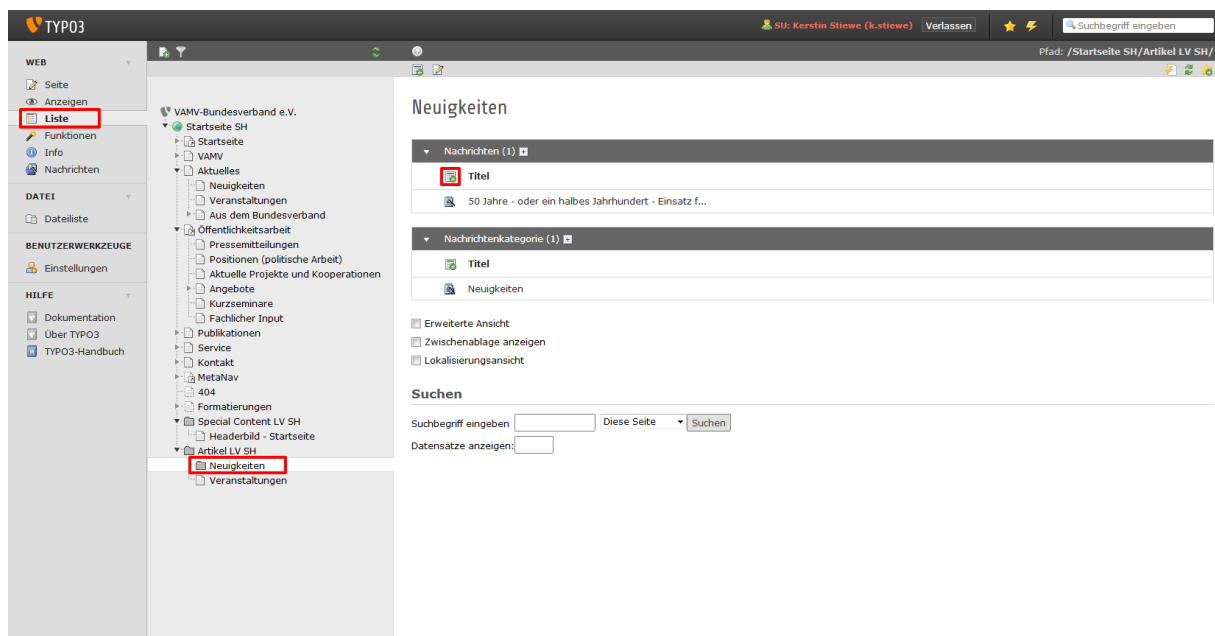 TYPO3
SU: Kerstin Stiewe (k.stiewe)
Verlassen
Suchbegriff eingeben
Pfad: /Startseite SH/Artikel LV SH/
WEB
Seite
Anzeigen
Liste
Funktionen
Info
Nachrichten
DATEI
Dateiliste
BENUTZERWERKZEUGE
Einstellungen
HILFE
Dokumentation
Über TYPO3
TYPO3-Handbuch
VAMV-Bundesverband e.V.
Startseite SH
Startseite
VAMV
Aktuelles
Neuigkeiten
Veranstaltungen
Aus dem Bundesverband
Öffentlichkeitsarbeit
Pressemitteilungen
Positionen (politische Arbeit)
Aktuelle Projekte und Kooperationen
Angebote
Kurzseminare
Fachlicher Input
Publikationen
Service
Kontakt
MetaNav
404
Formatierungen
Special Content LV SH
Headerbild - Startseite
Artikel LV SH
Neuigkeiten
Veranstaltungen
Neuigkeiten
Nachrichten (1)
Titel
50 Jahre - oder ein halbes Jahrhundert - Einsatz f...
Nachrichtenkategorie (1)
Titel
Neuigkeiten
Erweiterte Ansicht
Zwischenablage anzeigen
Lokalisierungsansicht
Suchen
Suchbegriff eingeben
Diese Seite
Suchen
Datensätze anzeigen: